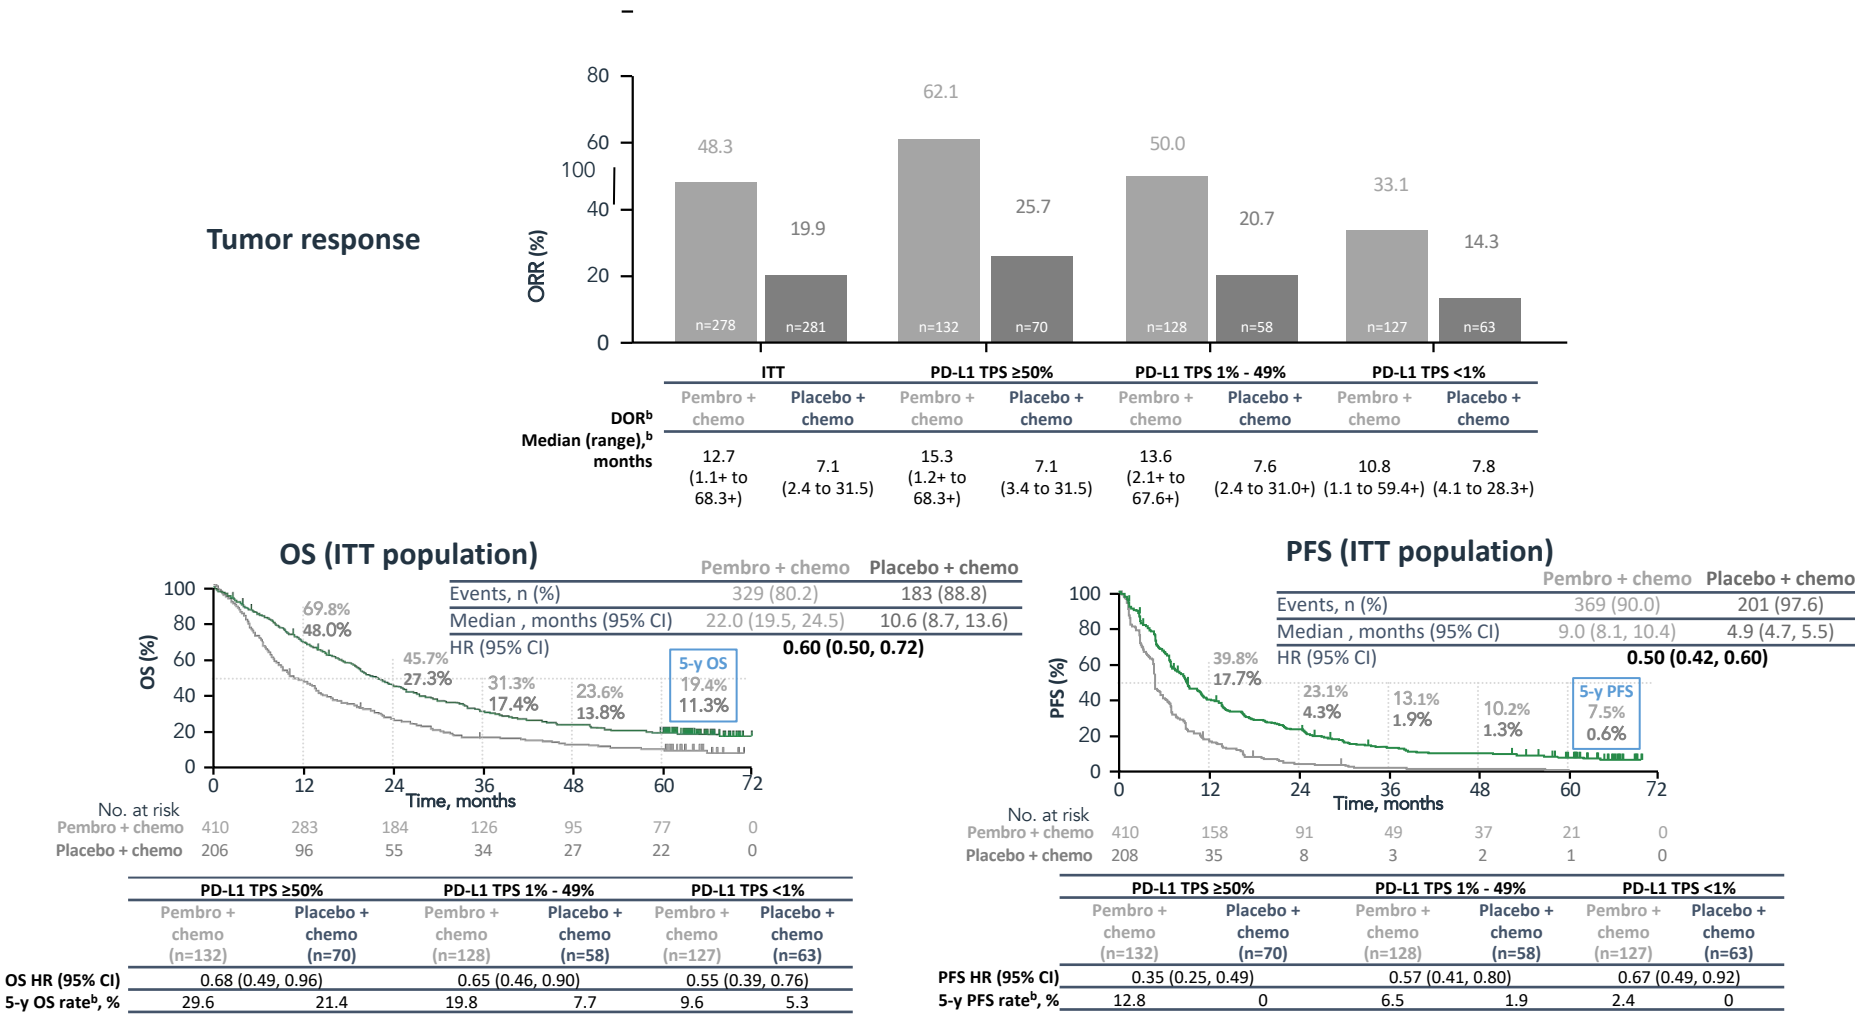 80
62.1
60
48.3
50.0
100
33.1
40
25.7
19.9
20.7
14.3
20
0
Tumor response
ORR (%)
n=278 n=281 n=132 n=70 n=128 n=58 n=127 n=63
ITT PD-L1 TPS ≥50% PD-L1 TPS 1% - 49% PD-L1 TPS <1%
Pembro + chemo Placebo + chemo Pembro + chemo Placebo + chemo Pembro + chemo Placebo + chemo Pembro + chemo Placebo + chemo
DORᵇ
Median (range),ᵇ
months
12.7 (1.1+ to 68.3+) 7.1 (2.4 to 31.5) 15.3 (1.2+ to 68.3+) 7.1 (3.4 to 31.5) 13.6 (2.1+ to 67.6+) 7.6 (2.4 to 31.0+) 10.8 (1.1 to 59.4+) 7.8 (4.1 to 28.3+)
OS (ITT population)
Pembro + chemo Placebo + chemo
Events, n (%) 329 (80.2) 183 (88.8)
Median , months (95% CI) 22.0 (19.5, 24.5) 10.6 (8.7, 13.6)
HR (95% CI) 0.60 (0.50, 0.72)
OS (%)
100
80
60
40
20
0
69.8%
48.0%
45.7%
27.3%
31.3%
17.4%
23.6%
13.8%
5-y OS
19.4%
11.3%
0 12 24 36 48 60 72
Time, months
No. at risk
Pembro + chemo 410 283 184 126 95 77 0
Placebo + chemo 206 96 55 34 27 22 0
PD-L1 TPS ≥50% PD-L1 TPS 1% - 49% PD-L1 TPS <1%
Pembro + Placebo + Pembro + Placebo + Pembro + Placebo +
chemo chemo chemo chemo chemo chemo
(n=132) (n=70) (n=128) (n=58) (n=127) (n=63)
OS HR (95% CI) 0.68 (0.49, 0.96) 0.65 (0.46, 0.90) 0.55 (0.39, 0.76)
5-y OS rateᵇ, % 29.6 21.4 19.8 7.7 9.6 5.3
PFS (ITT population)
Pembro + chemo Placebo + chemo
Events, n (%) 369 (90.0) 201 (97.6)
Median , months (95% CI) 9.0 (8.1, 10.4) 4.9 (4.7, 5.5)
HR (95% CI) 0.50 (0.42, 0.60)
PFS (%)
100
80
60
40
20
0
39.8%
17.7%
23.1%
4.3%
13.1%
1.9%
10.2%
1.3%
5-y PFS
7.5%
0.6%
0 12 24 36 48 60 72
Time, months
No. at risk
Pembro + chemo 410 158 91 49 37 21 0
Placebo + chemo 208 35 8 3 2 1 0
PD-L1 TPS ≥50% PD-L1 TPS 1% - 49% PD-L1 TPS <1%
Pembro + Placebo + Pembro + Placebo + Pembro + Placebo +
chemo chemo chemo chemo chemo chemo
(n=132) (n=70) (n=128) (n=58) (n=127) (n=63)
PFS HR (95% CI) 0.35 (0.25, 0.49) 0.57 (0.41, 0.80) 0.67 (0.49, 0.92)
5-y PFS rateᵇ, % 12.8 0 6.5 1.9 2.4 0